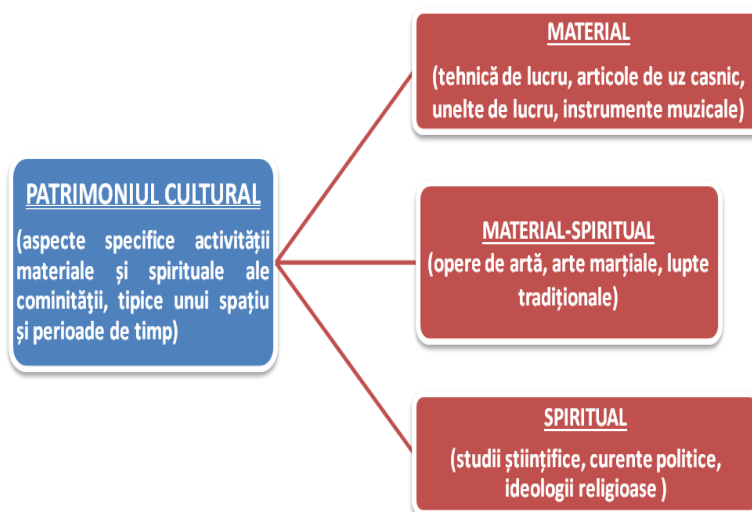 PATRIMONIUL CULTURAL
(aspecte specifice activității
materiale și spirituale ale
cominităţii, tipice unui spațiu
și perioade de timp)
MATERIAL
(tehnică de lucru, articole de uz casnic,
unelte de lucru, instrumente muzicale)
MATERIAL-SPIRITUAL
(opere de artă, arte marțiale, lupte
tradiționale)
SPIRITUAL
(studii științifice, curente politice,
ideologii religioase )